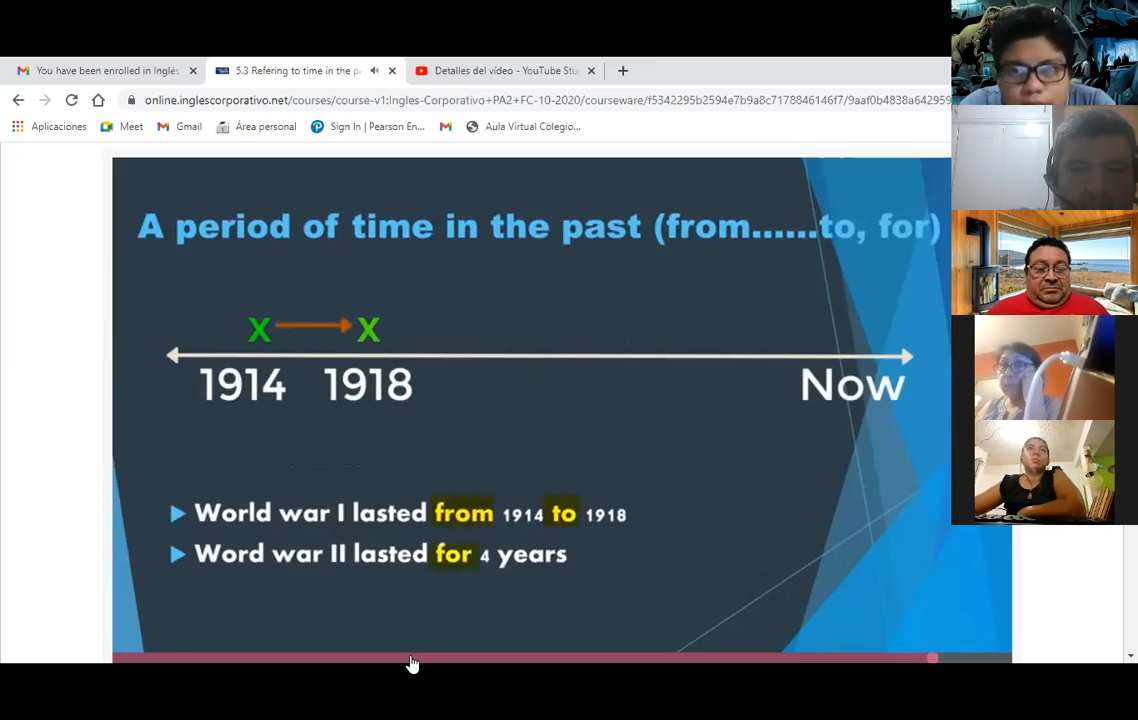 You have been enrolled in Inglés
5.3 Refering to time in the pa
Detalles del vídeo - YouTube Stu
online.inglescorporativo.net/courses/course-v1:Ingles-Corporativo+PA2+FC-10-2020/courseware/f5342295b2594e7b9a8c7178846146f7/9aaf0b4838a642959
Aplicaciones Meet Gmail Área personal Sign In | Pearson En... Aula Virtual Colegio...
A period of time in the past (from......to, for)
X X
1914 1918 Now
World war I lasted from 1914 to 1918
Word war II lasted for 4 years